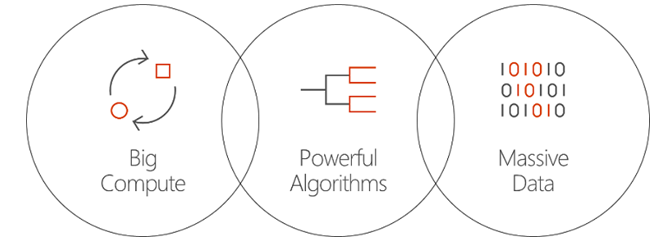 Big
Compute
Powerful
Algorithms
101010
010101
101010
Massive
Data